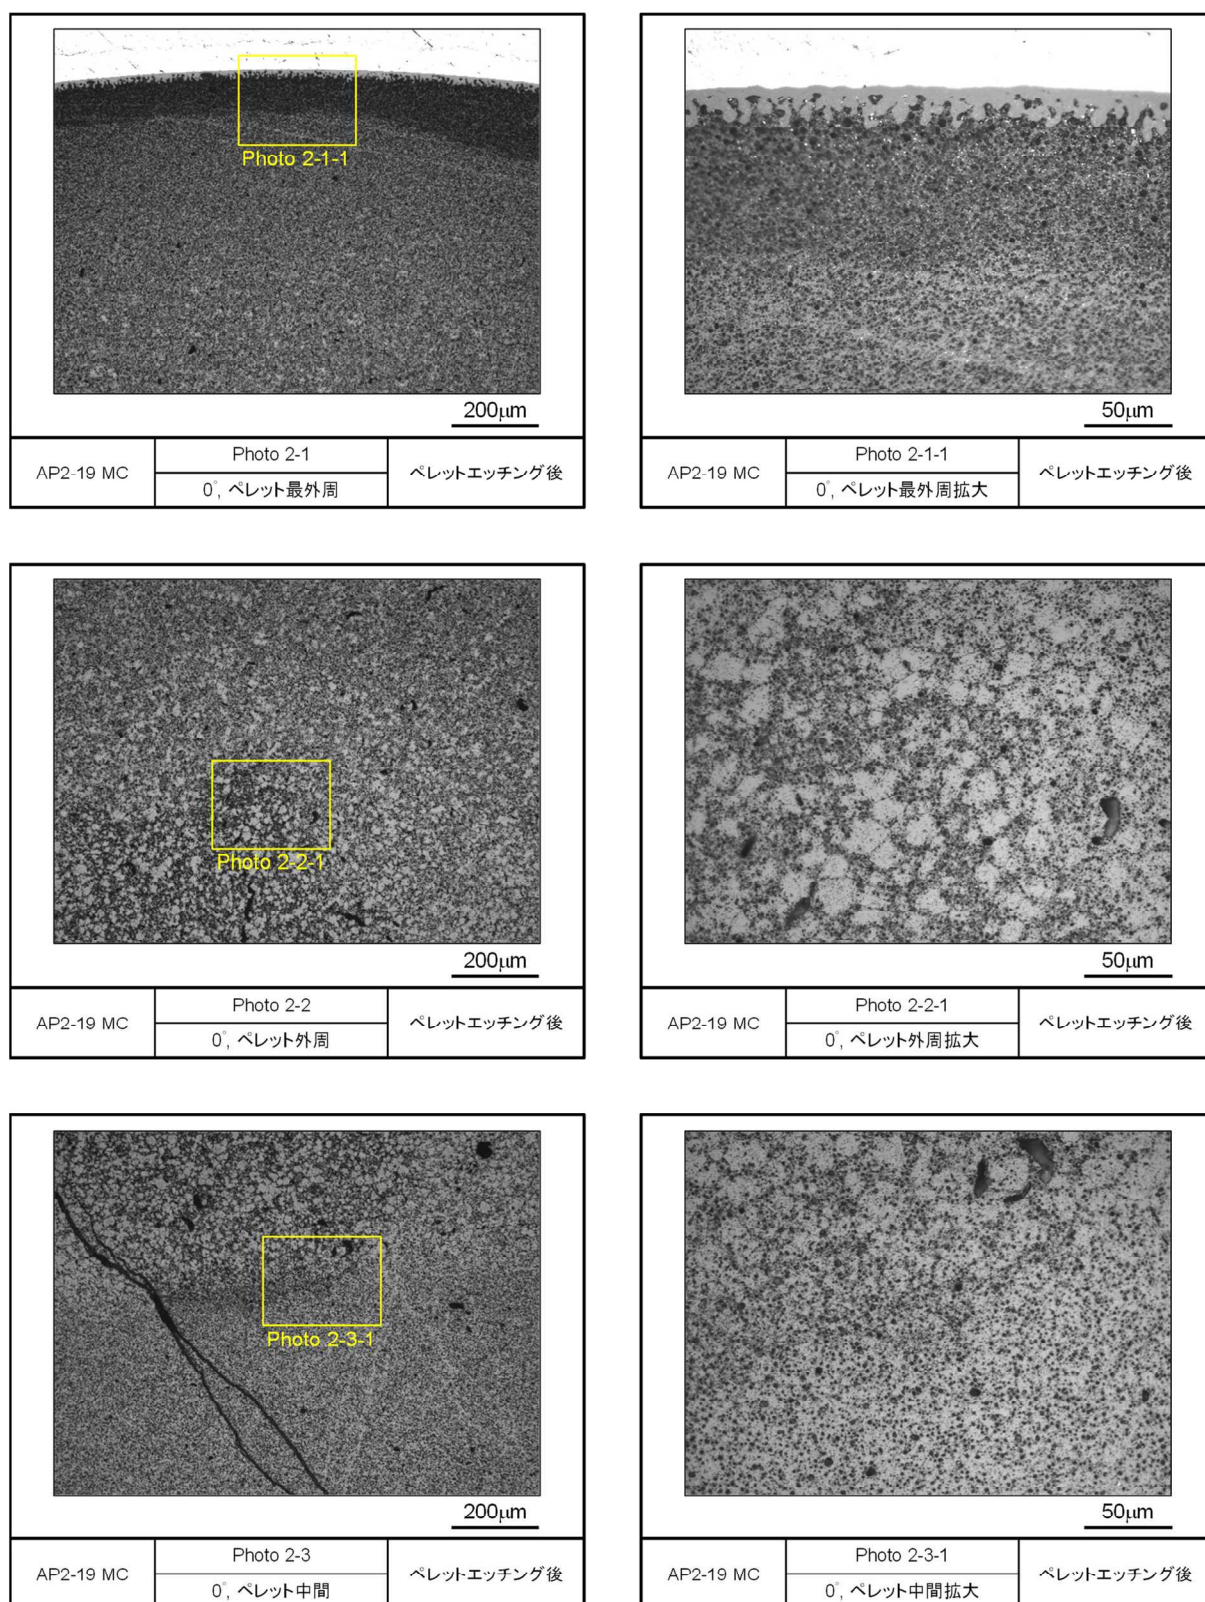 Photo 2-1-1
200μm
50μm
AP2-19 MC
Photo 2-1
0°, ペレット最外周
ペレットエッチング後
AP2-19 MC
Photo 2-1-1
0°, ペレット最外周拡大
ペレットエッチング後
Photo 2-2-1
200μm
50μm
AP2-19 MC
Photo 2-2
0°, ペレット外周
ペレットエッチング後
AP2-19 MC
Photo 2-2-1
0°, ペレット外周拡大
ペレットエッチング後
Photo 2-3-1
200μm
50μm
AP2-19 MC
Photo 2-3
0°, ペレット中間
ペレットエッチング後
AP2-19 MC
Photo 2-3-1
0°, ペレット中間拡大
ペレットエッチング後